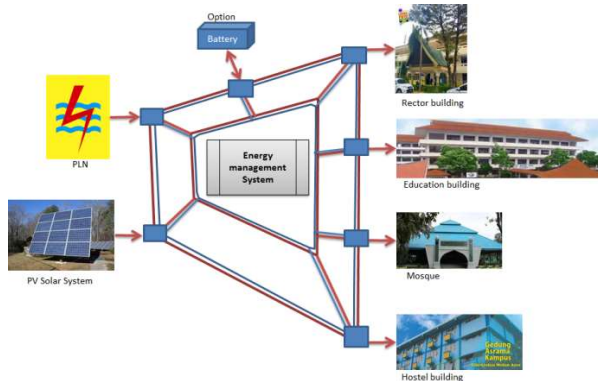 Option
Battery
Rector building
PLN
Energy
management
System
Education building
PV Solar System
Mosque
Gedung
Asrama
Kampus
Hostel building